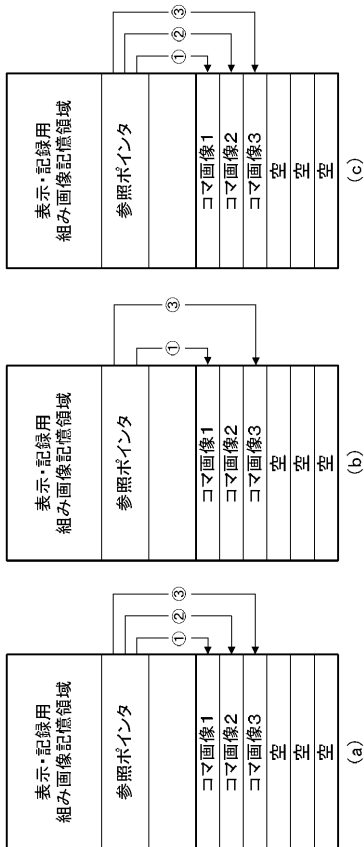 表示・記録用
組み画像記憶領域
参照ポインタ
コマ画像1
コマ画像2
コマ画像3
空
空
空
①
②
③
(a)
表示・記録用
組み画像記憶領域
参照ポインタ
コマ画像1
コマ画像2
コマ画像3
空
空
空
①
③
(b)
表示・記録用
組み画像記憶領域
参照ポインタ
コマ画像1
コマ画像2
コマ画像3
空
空
空
①
②
③
(c)